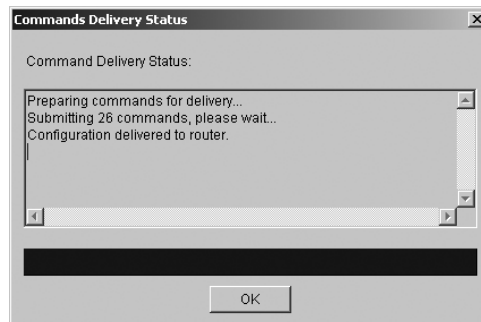 Commands Delivery Status
Command Delivery Status:
Preparing commands for delivery...
Submitting 26 commands, please wait...
Configuration delivered to router.
OK